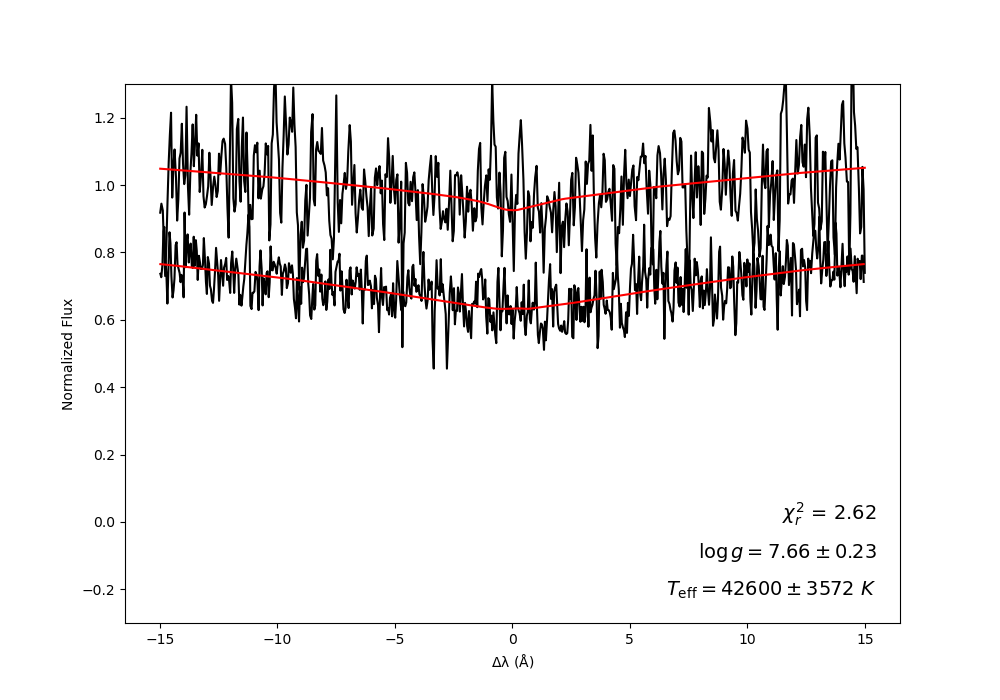 1.2
1.0
0.8
0.6
0.4
0.2
0.0
−0.2
Normalized Flux
χ²ᵣ = 2.62
log g = 7.66 ± 0.23
T_eff = 42600 ± 3572 K
−15 −10 −5 0 5 10 15
Δλ (Å)